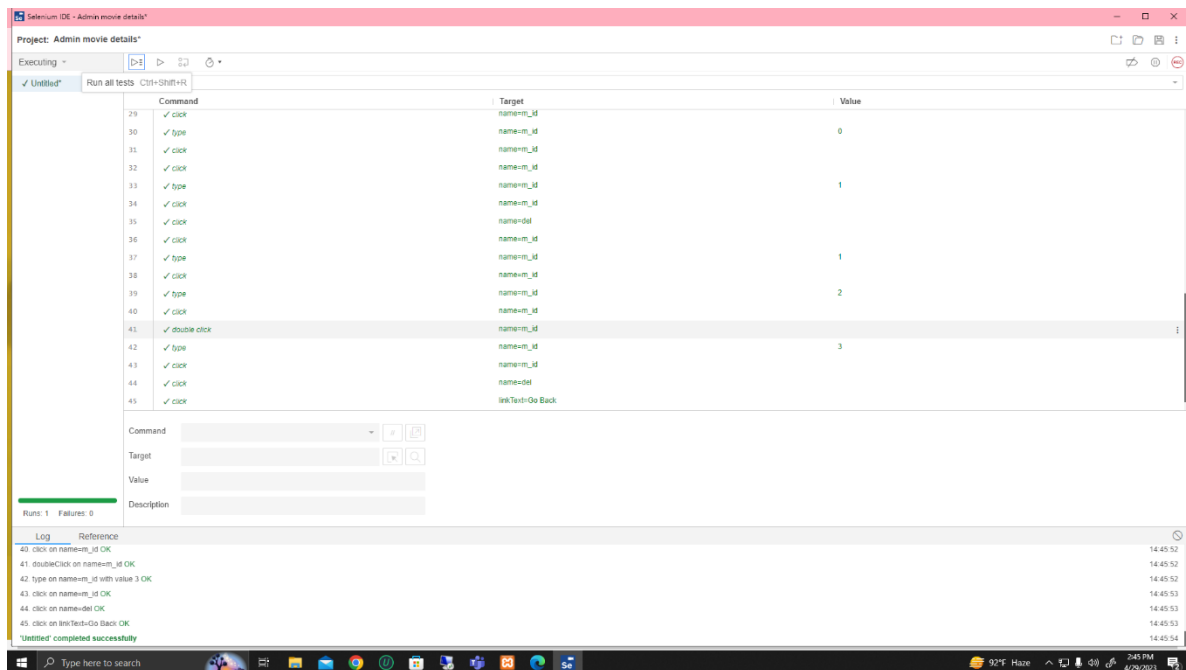 Selenium IDE - Admin movie details*
Project: Admin movie details*
Executing
✓ Untitled*
Run all tests Ctrl+Shift+R
Command Target Value
29 ✓ click name=m_id
30 ✓ type name=m_id 0
31 ✓ click name=m_id
32 ✓ click name=m_id
33 ✓ type name=m_id 1
34 ✓ click name=m_id
35 ✓ click name=del
36 ✓ click name=m_id
37 ✓ type name=m_id 1
38 ✓ click name=m_id
39 ✓ type name=m_id 2
40 ✓ click name=m_id
41 ✓ double click name=m_id
42 ✓ type name=m_id 3
43 ✓ click name=m_id
44 ✓ click name=del
45 ✓ click linkText=Go Back
Command
//
Target
Value
Description
Runs: 1 Failures: 0
Log Reference
40. click on name=m_id OK 14:45:52
41. doubleClick on name=m_id OK 14:45:52
42. type on name=m_id with value 3 OK 14:45:52
43. click on name=m_id OK 14:45:53
44. click on name=del OK 14:45:53
45. click on linkText=Go Back OK 14:45:53
'Untitled' completed successfully 14:45:54
Type here to search
92°F Haze
2:45 PM
4/29/2023
REC
Se